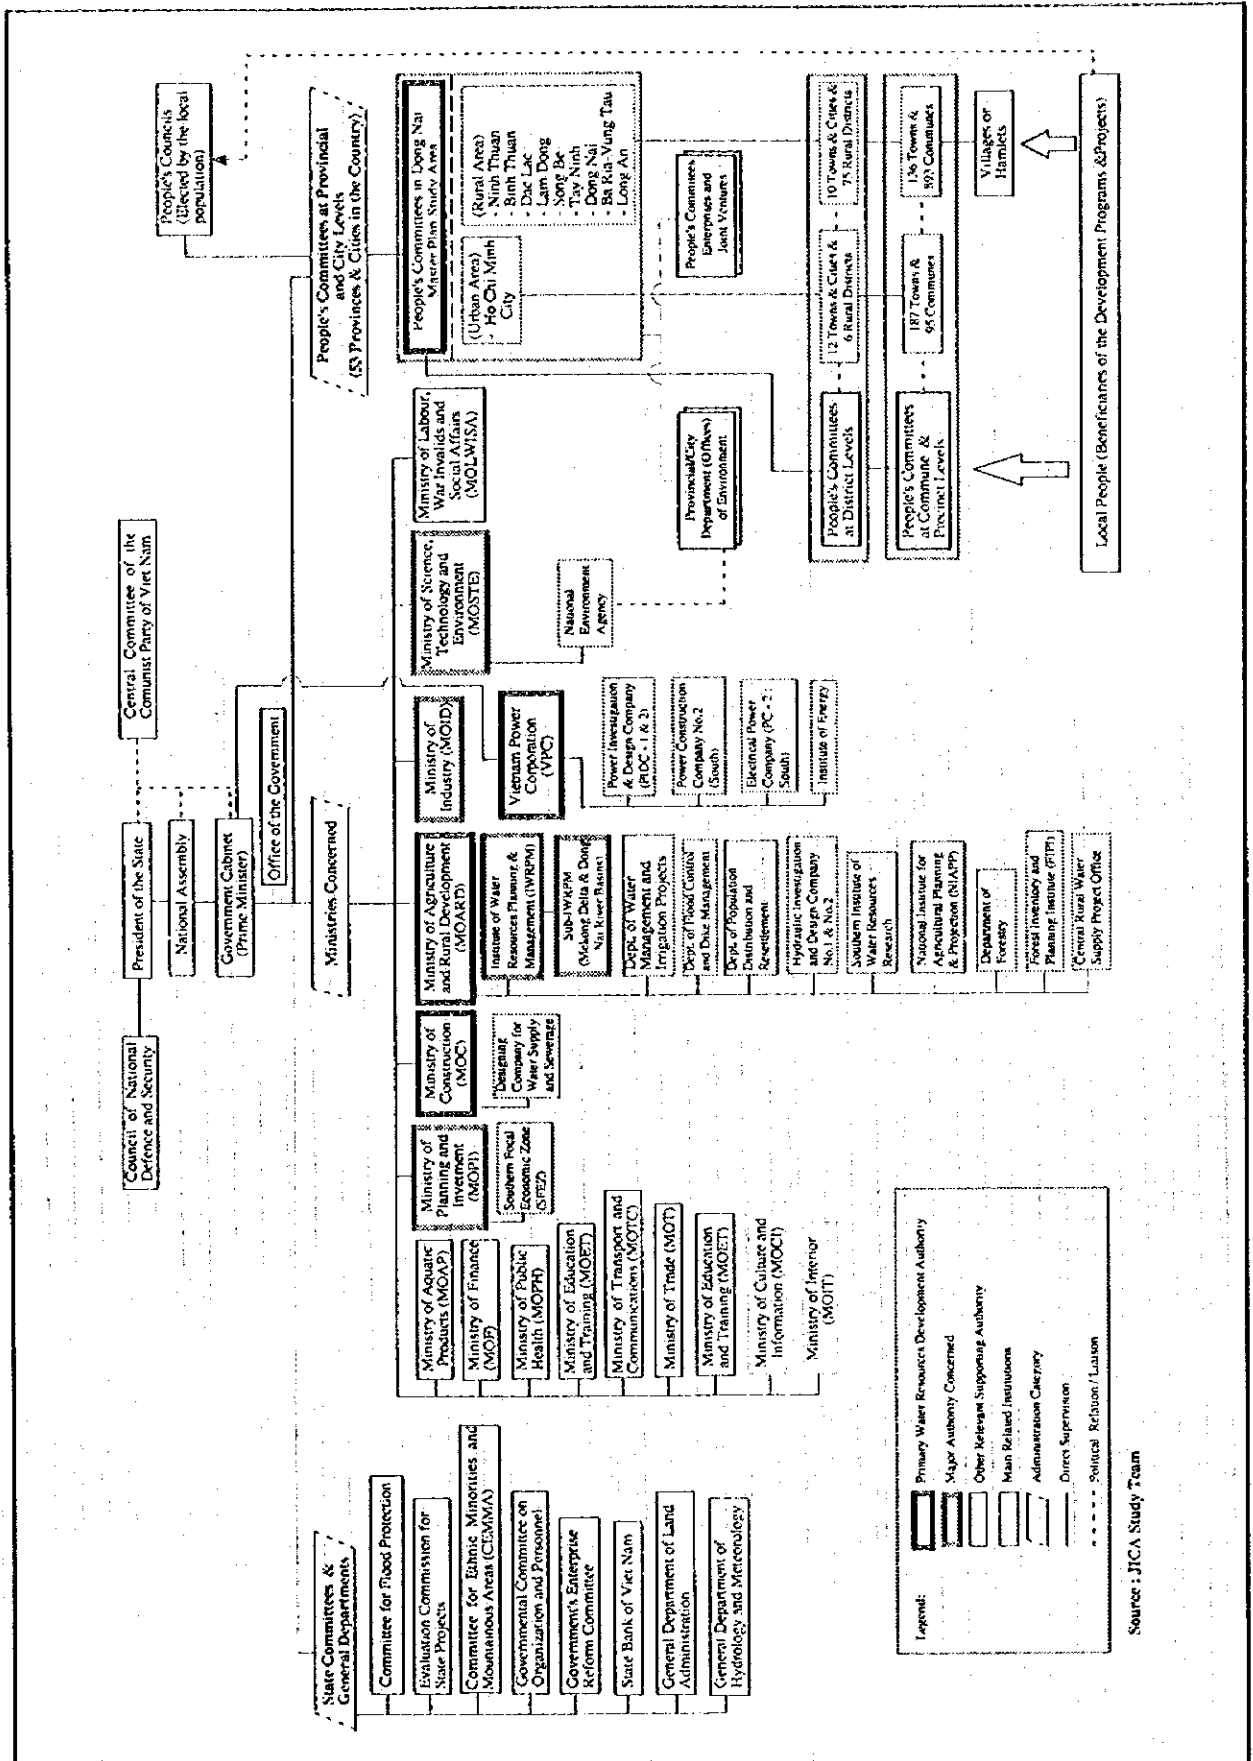 Central Committee of the
Comunist Party of Viet Nam
Council of National
Defence and Security
President of the State
National Assembly
Government Cabinet
(Prime Minister)
Office of the Government
People's Councils
(Elected by the local
population)
State Committees &
General Departments
Ministries Concerned
People's Committees at Provincial
and City Levels
(53 Provinces & Cities in the Country)
Committee for Flood Protection
Evaluation Commission for
State Projects
Committee for Ethnic Minorities and
Mountainous Areas (CEMMA)
Governmental Committee on
Organization and Personnel
Government's Enterprise
Reform Committee
State Bank of Viet Nam
General Department of Land
Administration
General Department of
Hydrology and Meteorology
Ministry of Aquatic
Products (MOAP)
Ministry of Finance
(MOF)
Ministry of Public
Health (MOPH)
Ministry of Education
and Training (MOET)
Ministry of Transport and
Communications (MOTC)
Ministry of Trade (MOT)
Ministry of Education
and Training (MOET)
Ministry of Culture and
Information (MOCI)
Ministry of Interior
(MOIT)
Ministry of
Planning and
Invetment
(MOPI)
Southern Focal
Economic Zone
(SFEZ)
Ministry of
Construction
(MOC)
Designing
Company for
Water Supply
and Sewerage
Ministry of Agriculture
and Rural Development
(MOARD)
Institute of Water
Resources Planning &
Management (IWRPM)
Sub-IWRPM
(Mekong Delta & Dong
Nai River Basins)
Dept. of Water
Management and
Irrigation Projects
Dept. of Flood Control
and Dike Management
Dept. of Population
Distribution and
Resettlement
Hydraulic Investigation
and Design Company
No.1 & No.2
Southern Institute of
Water Resources
Research
National Institute for
Agricultural Planning
& Projection (NIAPP)
Department of
Forestry
Forest Inventory and
Planning Institute (FIPI)
Central Rural Water
Supply Project Office
Ministry of
Industry (MOID)
Vietnam Power
Corporation
(VPC)
Power Investigation
& Design Company
(PIDC - 1 & 2)
Power Construction
Company No.2
(South)
Electrical Power
Company (PC - 2 :
South)
Institute of Energy
Ministry of Science,
Technology and
Environment
(MOSTE)
National
Environment
Agency
Ministry of Labour,
War Invalids and
Social Affairs
(MOLWISA)
Provincial/City
Department (Offices)
of Environment
People's Committees in Dong Nai
Master Plan Study Area
(Urban Area)
- Ho Chi Minh
City
(Rural Area)
- Ninh Thuan
- Binh Thuan
- Dac Lac
- Lam Dong
- Song Be
- Tay Ninh
- Dong Nai
- Ba Ria-Vung Tau
- Long An
People's Commitees
Enterprises and
Joint Ventures
People's Committees
at District Levels
12 Towns & Cities &
6 Rural Districts
10 Towns & Cities &
75 Rural Districts
People's Committees
at Commune &
Precinct Levels
187 Towns &
95 Communes
136 Towns &
893 Communes
Villages or
Hamlets
Local People (Beneficiaries of the Development Programs &Projects)
Legend:
Primary Water Resources Development Authority
Major Authority Concerned
Other Relevant Supporting Authority
Main Related Institutions
Administration Category
Direct Supervision
Political Relation / Liaison
Source : JICA Study Team